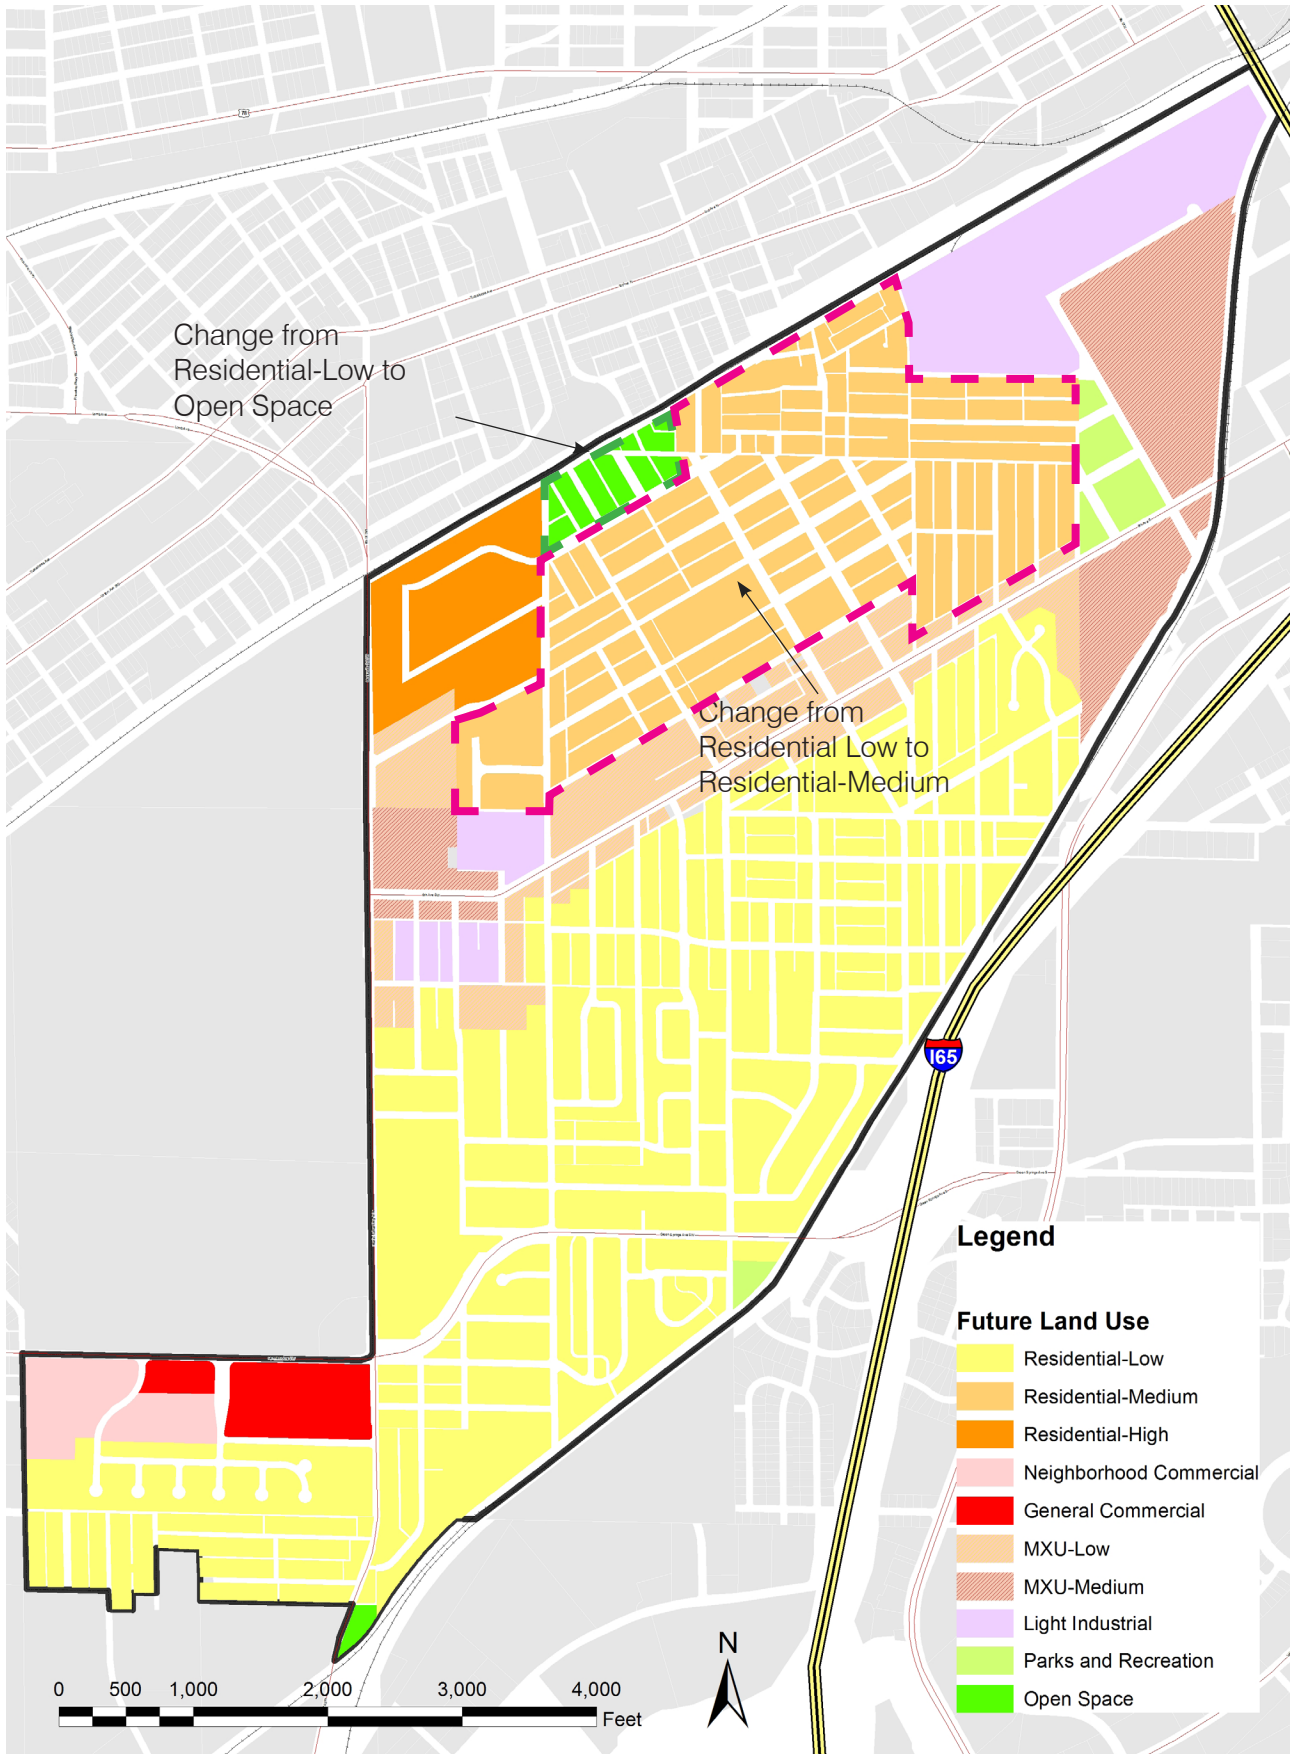 78
Change from
Residential-Low to
Open Space
Change from
Residential Low to
Residential-Medium
I65
Legend
Future Land Use
Residential-Low
Residential-Medium
Residential-High
Neighborhood Commercial
General Commercial
MXU-Low
MXU-Medium
Light Industrial
Parks and Recreation
Open Space
N
0 500 1,000 2,000 3,000 4,000
Feet